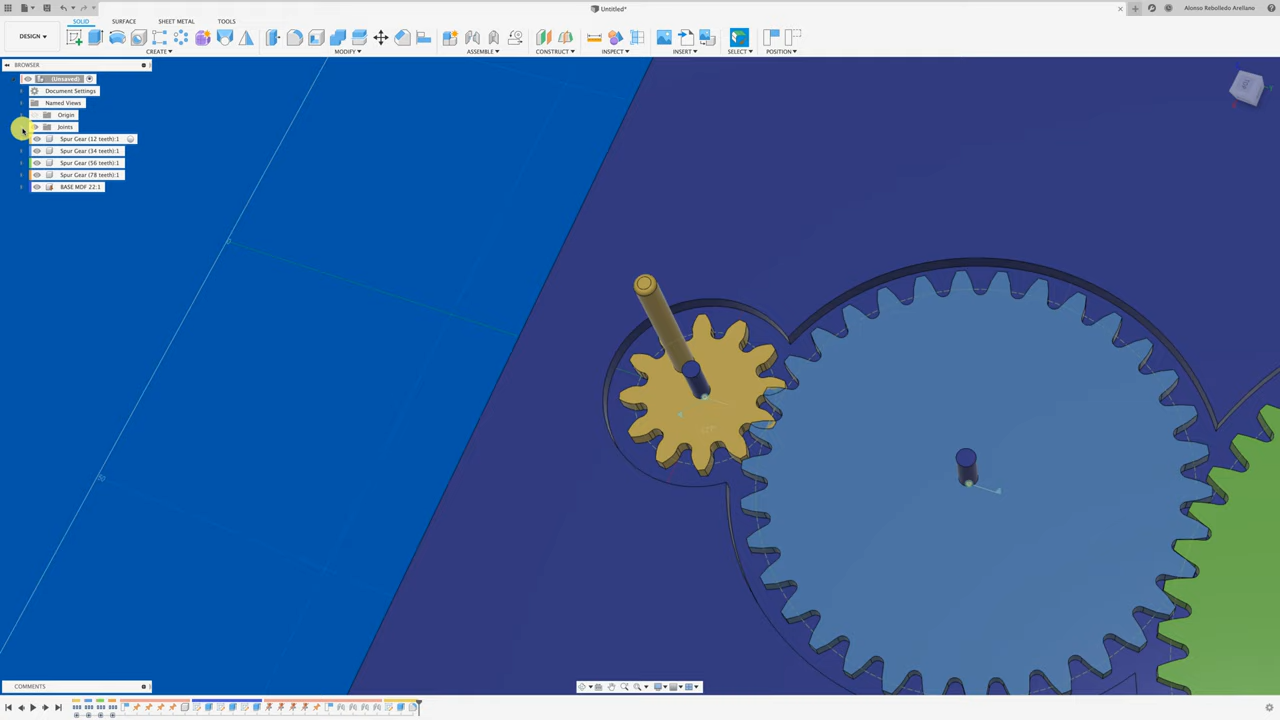 Untitled*
Alonso Rebolledo Arellano
DESIGN
SOLID
SURFACE
SHEET METAL
TOOLS
CREATE
MODIFY
ASSEMBLE
CONSTRUCT
INSPECT
INSERT
SELECT
POSITION
BROWSER
(Unsaved)
Document Settings
Named Views
Origin
Joints
Spur Gear (12 teeth):1
Spur Gear (34 teeth):1
Spur Gear (56 teeth):1
Spur Gear (78 teeth):1
BASE MDF 22:1
COMMENTS